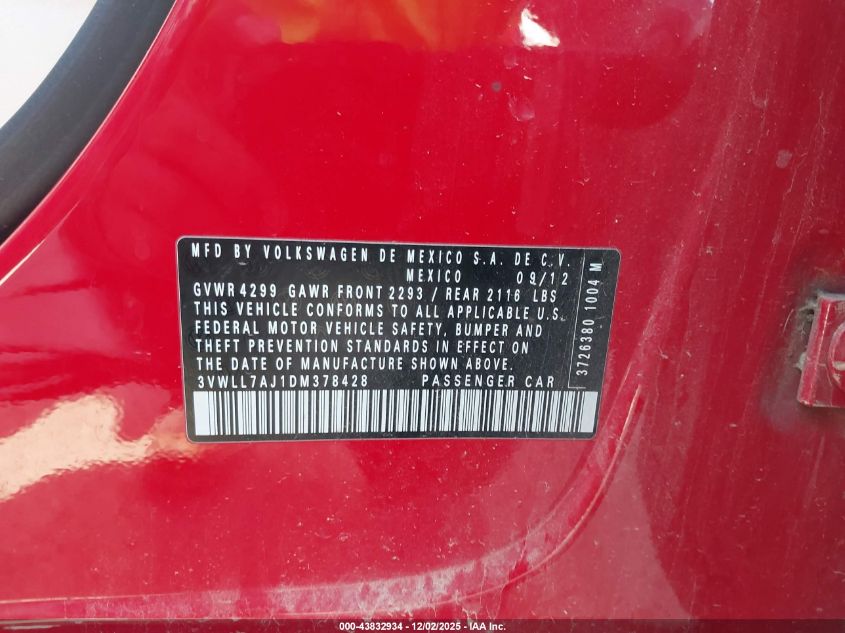 MFD BY VOLKSWAGEN DE MEXICO S.A. DE C.V.
MEXICO 09/12
GVWR 4299 GAWR FRONT 2293 / REAR 2116 LBS
THIS VEHICLE CONFORMS TO ALL APPLICABLE U.S.
FEDERAL MOTOR VEHICLE SAFETY, BUMPER AND
THEFT PREVENTION STANDARDS IN EFFECT ON
THE DATE OF MANUFACTURE SHOWN ABOVE.
3VWLL7AJ1DM378428 PASSENGER CAR
3726380 1004 M
000-43832934 - 12/02/2025 - IAA Inc.